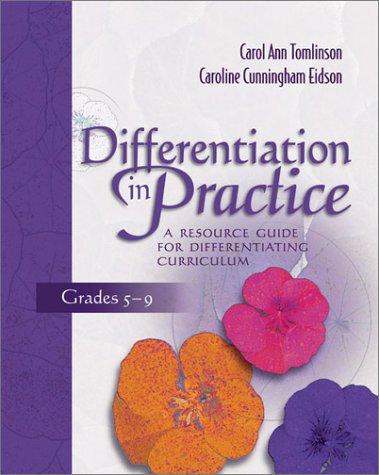 Carol Ann Tomlinson
Caroline Cunningham Eidson
Differentiation
in Practice
A RESOURCE GUIDE
FOR DIFFERENTIATING
CURRICULUM
Grades 5–9